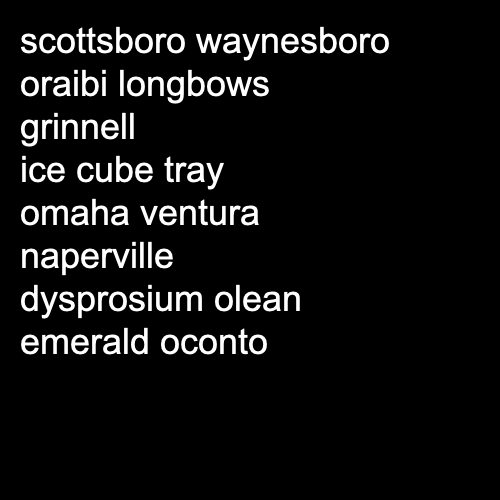 scottsboro waynesboro
oraibi longbows
grinnell
ice cube tray
omaha ventura
naperville
dysprosium olean
emerald oconto